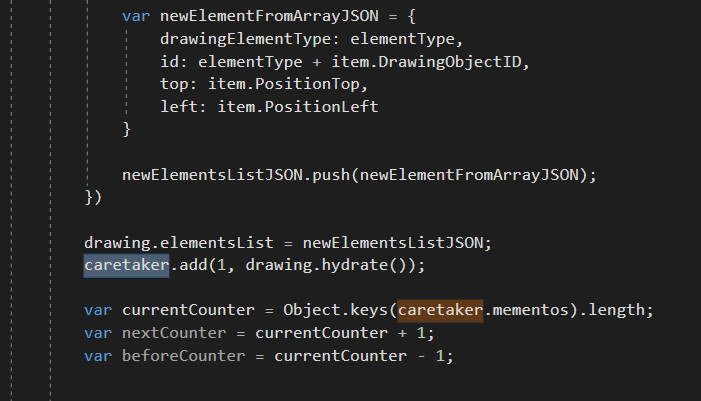 var newElementFromArrayJSON = {
drawingElementType: elementType,
id: elementType + item.DrawingObjectID,
top: item.PositionTop,
left: item.PositionLeft
}
newElementsListJSON.push(newElementFromArrayJSON);
})
drawing.elementsList = newElementsListJSON;
caretaker.add(1, drawing.hydrate());
var currentCounter = Object.keys(caretaker.mementos).length;
var nextCounter = currentCounter + 1;
var beforeCounter = currentCounter - 1;